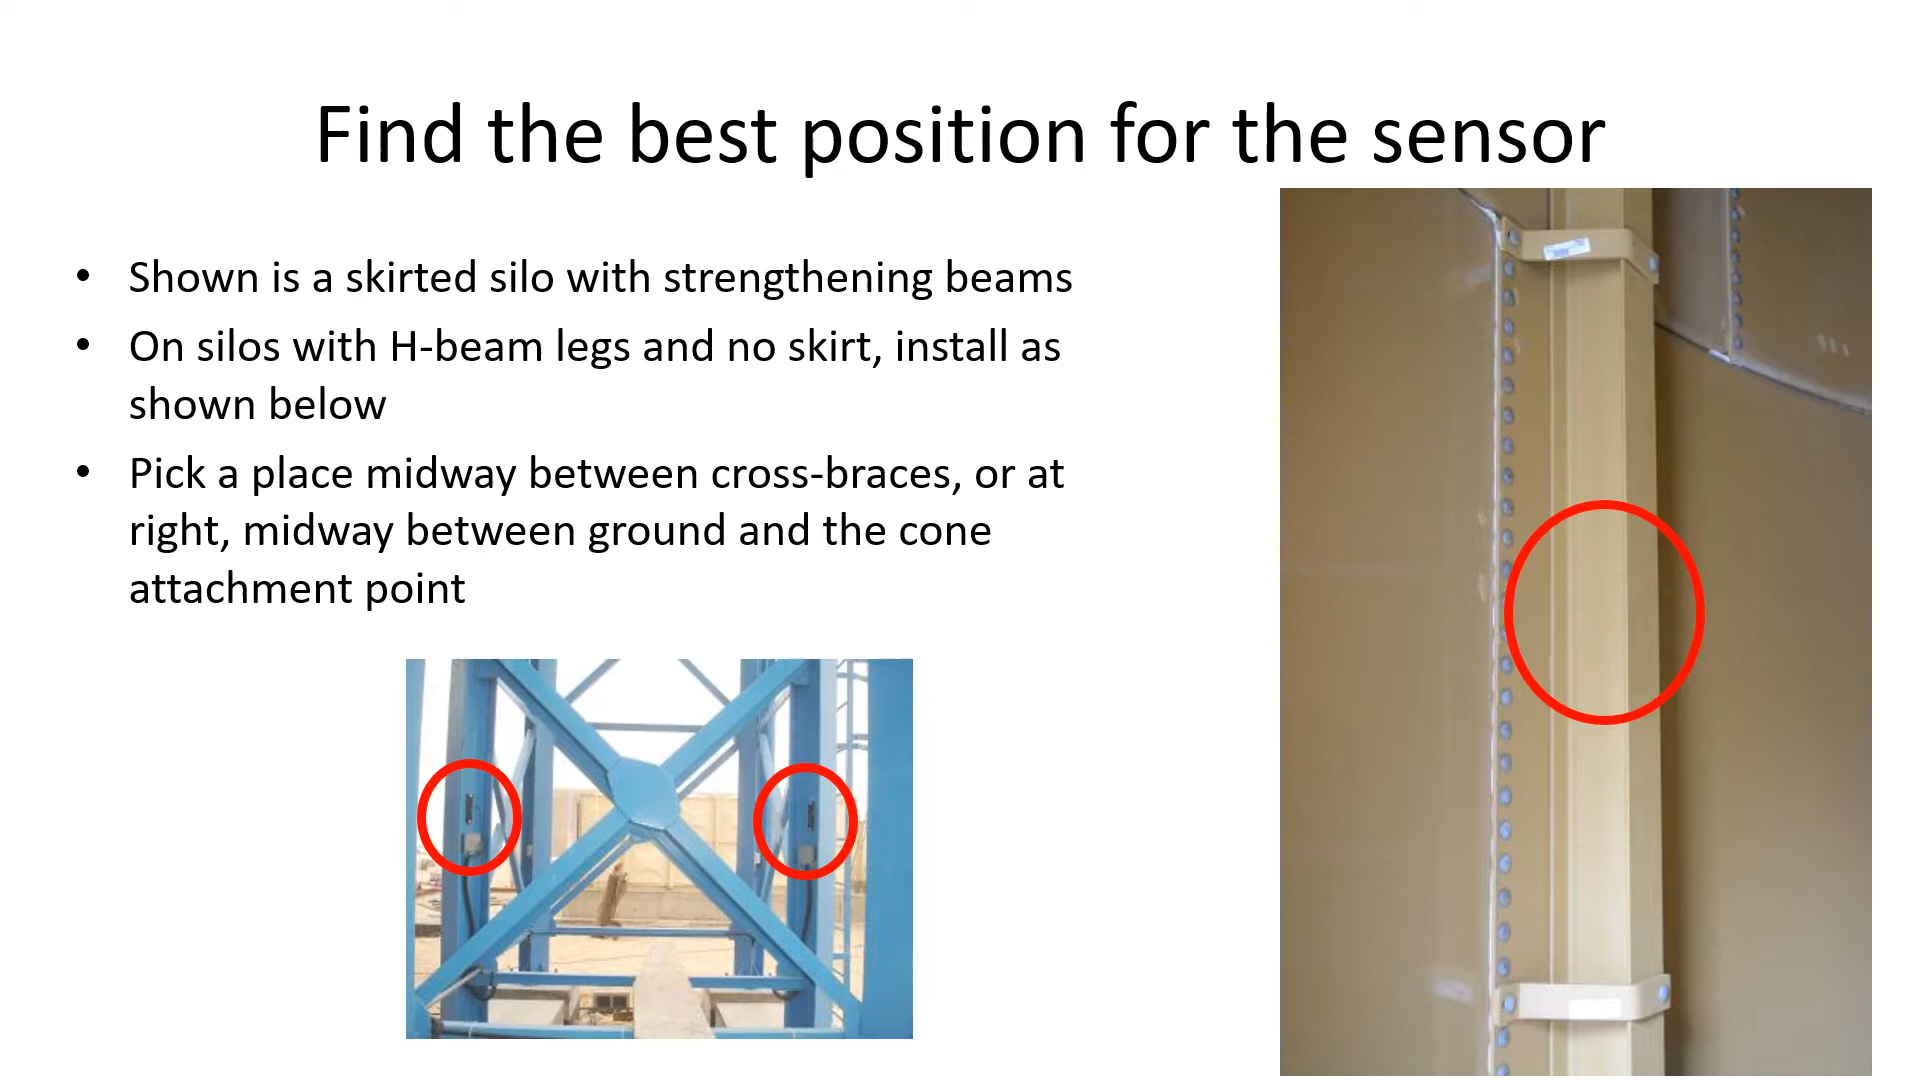 Find the best position for the sensor
• Shown is a skirted silo with strengthening beams
• On silos with H-beam legs and no skirt, install as
shown below
• Pick a place midway between cross-braces, or at
right, midway between ground and the cone
attachment point